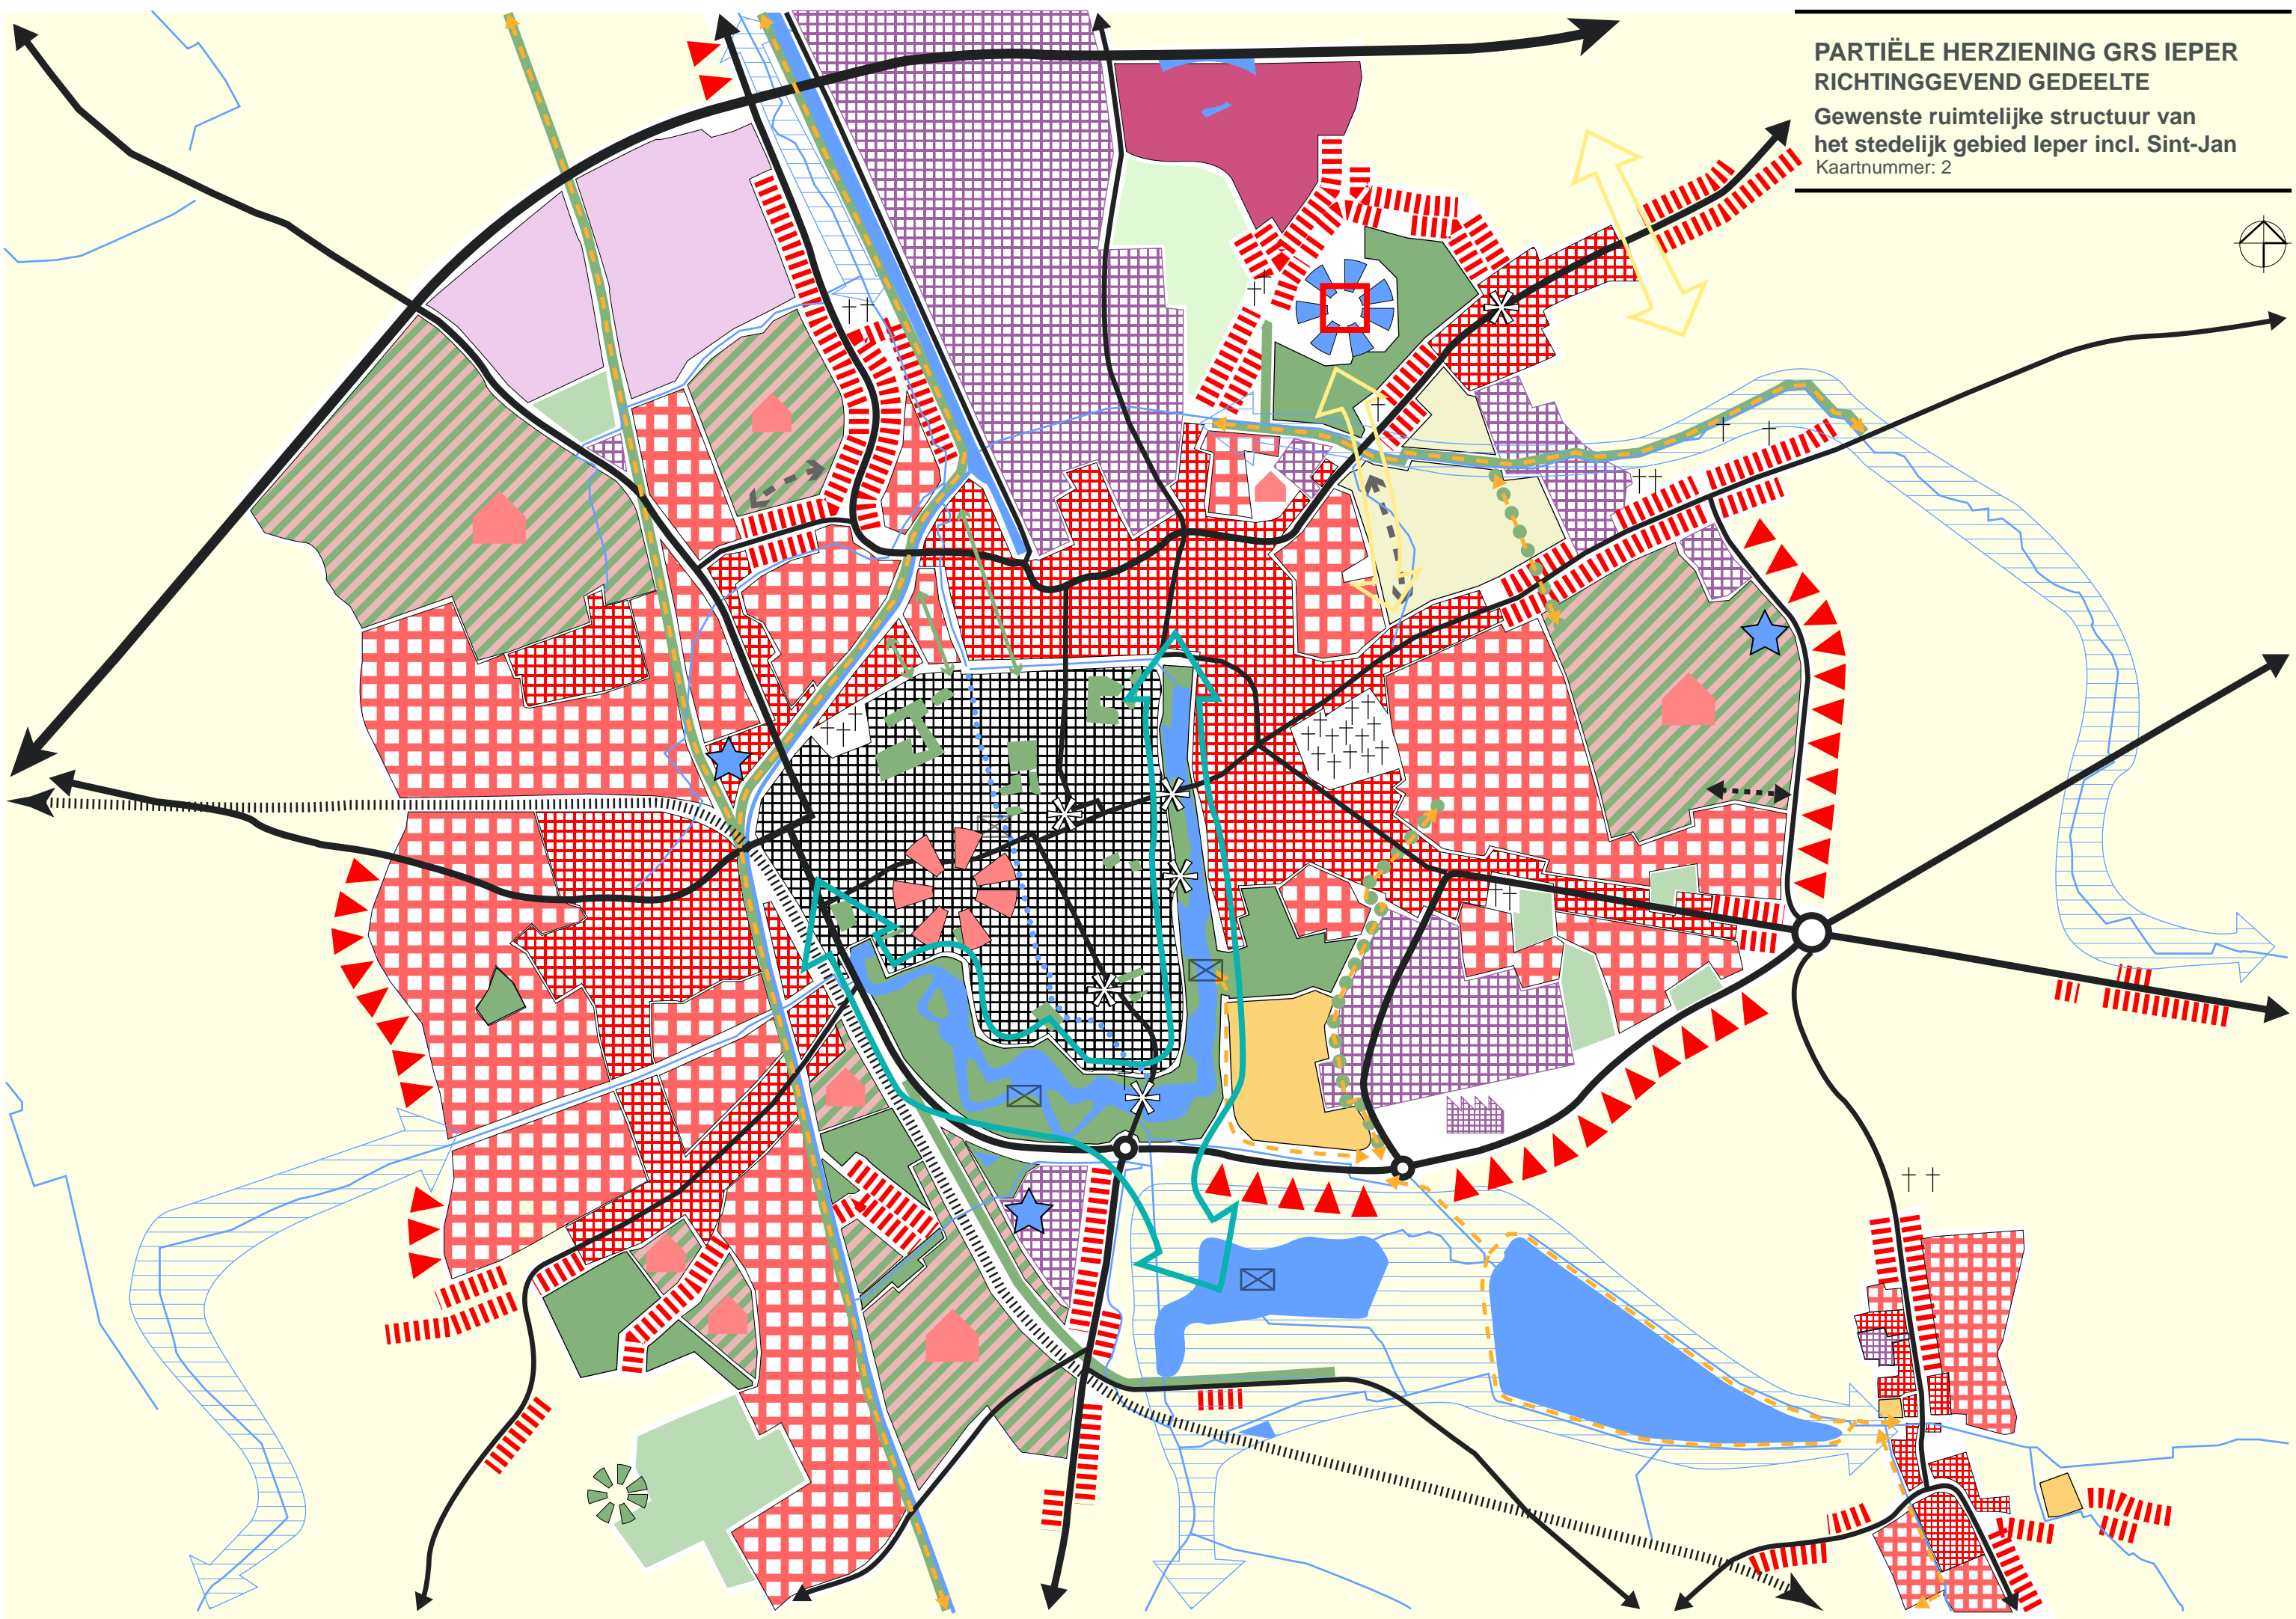 PARTIËLE HERZIENING GRS IEPER
RICHTINGGEVEND GEDEELTE
Gewenste ruimtelijke structuur van
het stedelijk gebied Ieper incl. Sint-Jan
Kaartnummer: 2